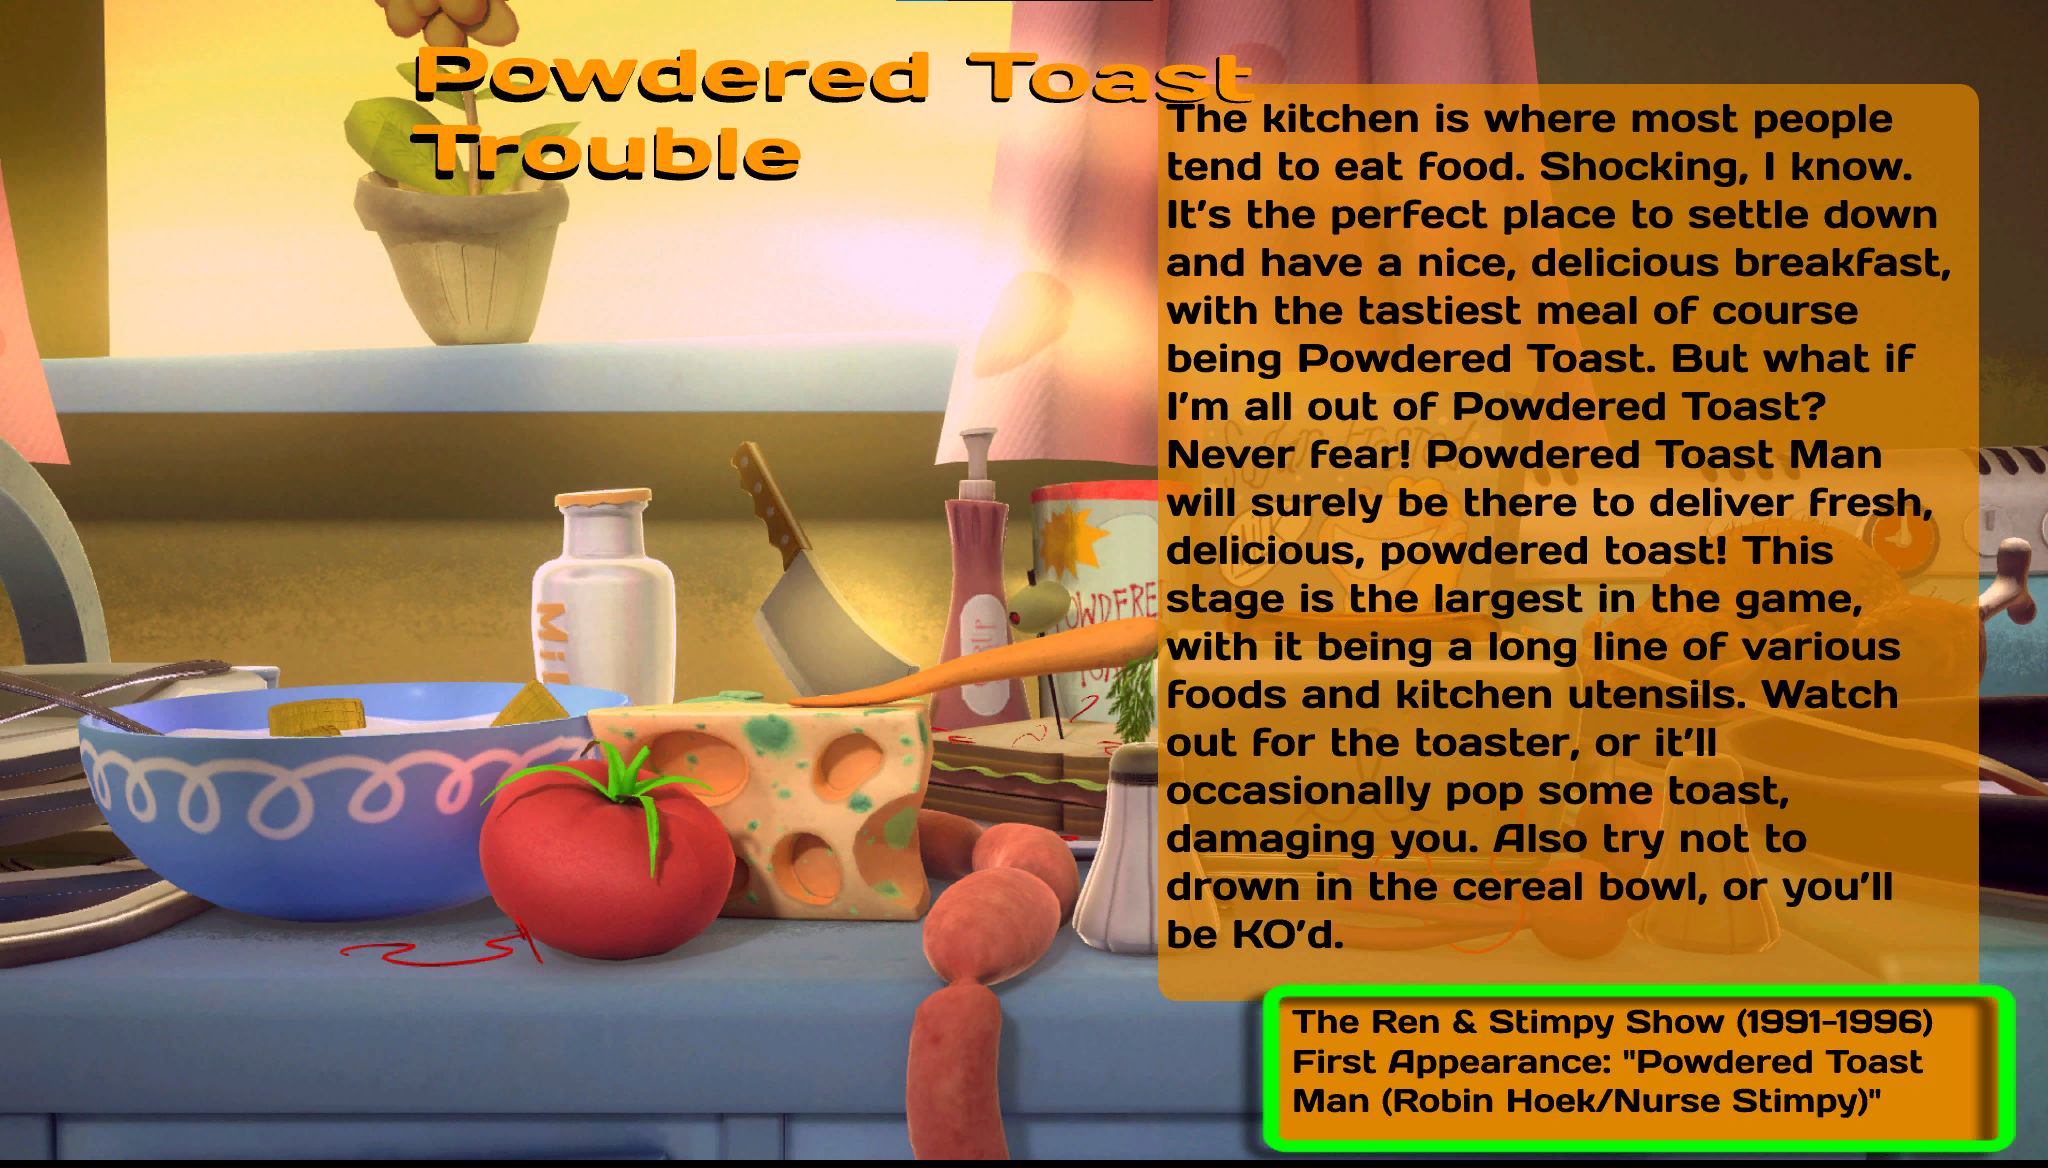 Powdered Toast
Trouble
The kitchen is where most people
tend to eat food. Shocking, I know.
It's the perfect place to settle down
and have a nice, delicious breakfast,
with the tastiest meal of course
being Powdered Toast. But what if
I'm all out of Powdered Toast?
Never fear! Powdered Toast Man
will surely be there to deliver fresh,
delicious, powdered toast! This
stage is the largest in the game,
with it being a long line of various
foods and kitchen utensils. Watch
out for the toaster, or it'll
occasionally pop some toast,
damaging you. Also try not to
drown in the cereal bowl, or you'll
be KO'd.
The Ren & Stimpy Show (1991-1996)
First Appearance: "Powdered Toast
Man (Robin Hoek/Nurse Stimpy)"
Sugar Frosted
MILK